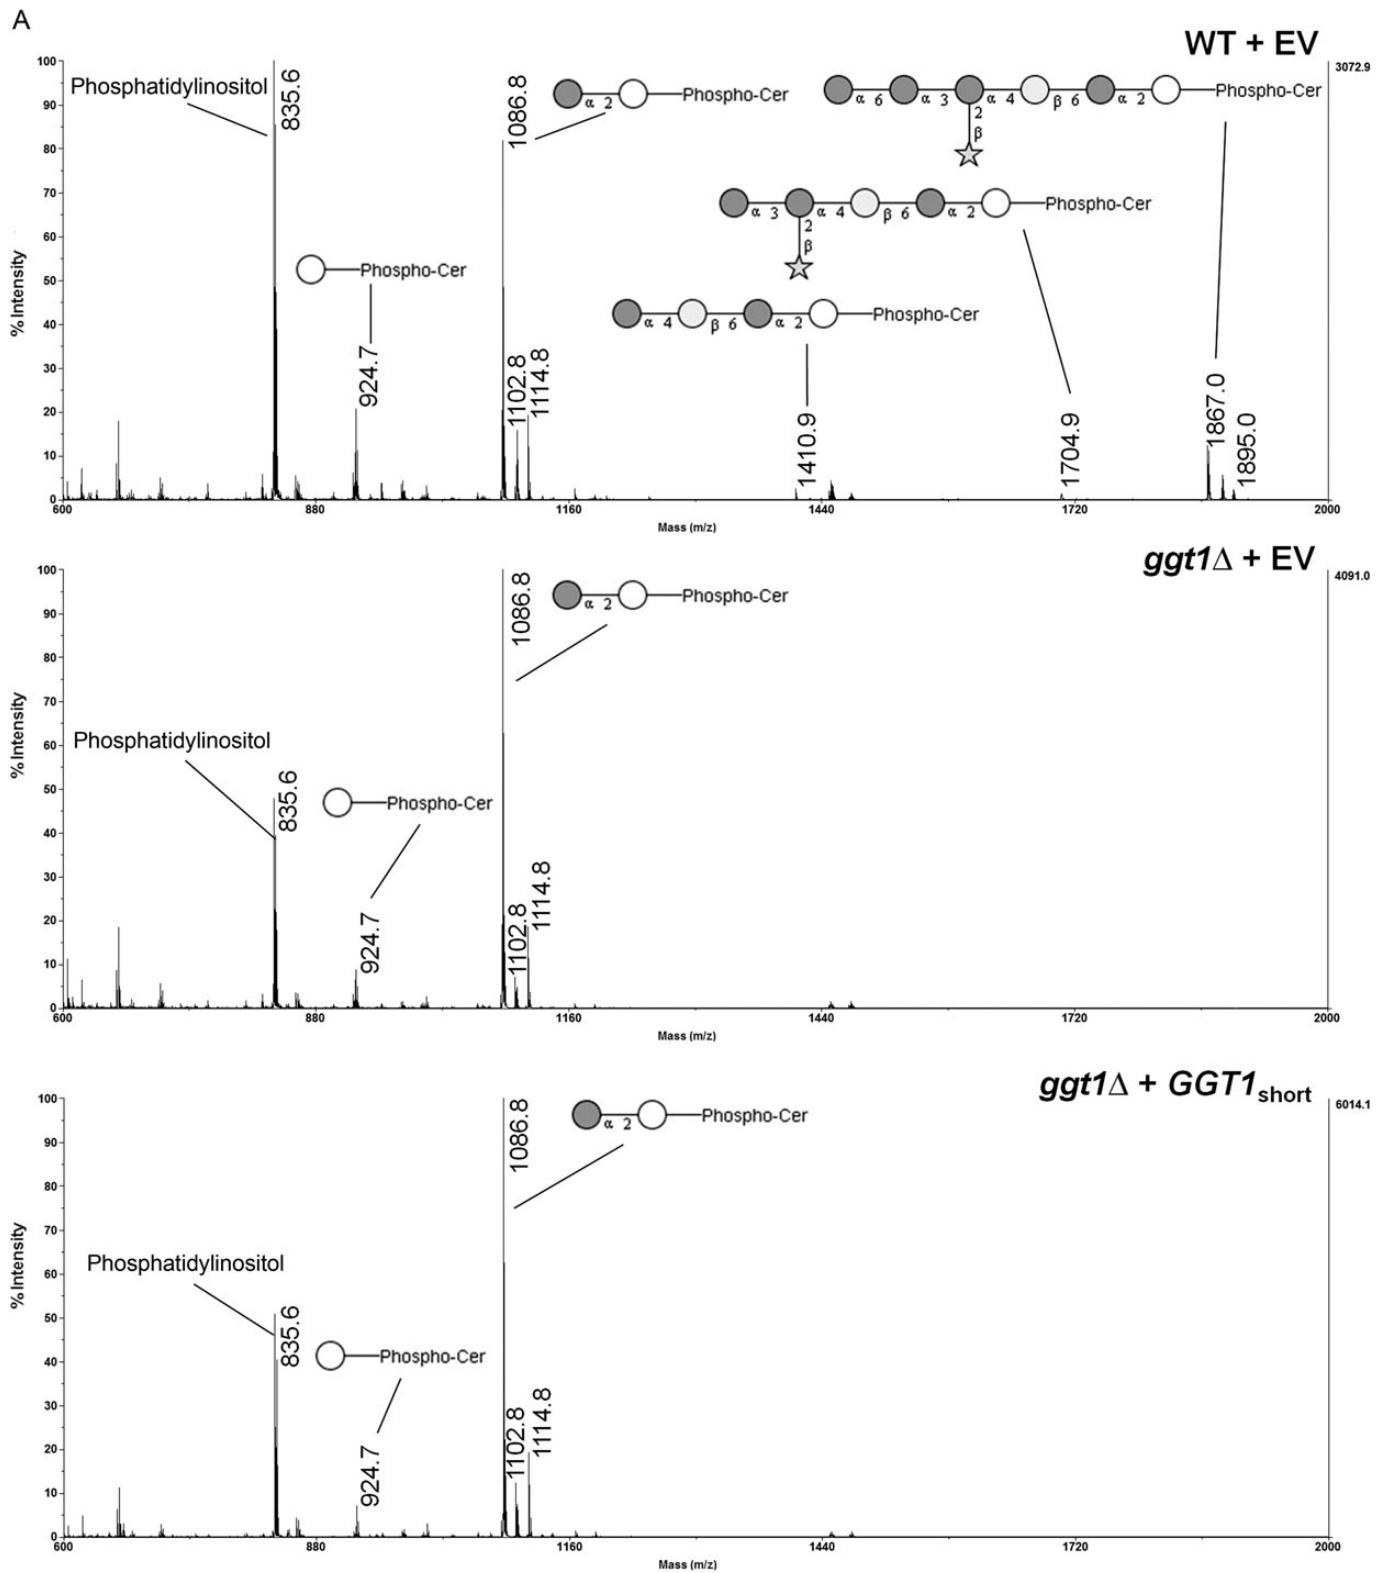 A
WT + EV
3072.9
Phosphatidylinositol
835.6
924.7
Phospho-Cer
1086.8
α 2 Phospho-Cer
1102.8
1114.8
α 6 α 3 α 4 β 6 α 2 Phospho-Cer
2
β
α 3 α 4 β 6 α 2 Phospho-Cer
2
β
α 4 β 6 α 2 Phospho-Cer
1410.9
1704.9
1867.0
1895.0
% Intensity
100
90
80
70
60
50
40
30
20
10
0
600 880 1160 1440 1720 2000
Mass (m/z)
ggt1Δ + EV
4091.0
Phosphatidylinositol
835.6
924.7
Phospho-Cer
1086.8
α 2 Phospho-Cer
1102.8
1114.8
% Intensity
100
90
80
70
60
50
40
30
20
10
0
600 880 1160 1440 1720 2000
Mass (m/z)
ggt1Δ + GGT1short
6014.1
Phosphatidylinositol
835.6
924.7
Phospho-Cer
1086.8
α 2 Phospho-Cer
1102.8
1114.8
% Intensity
100
90
80
70
60
50
40
30
20
10
0
600 880 1160 1440 1720 2000
Mass (m/z)